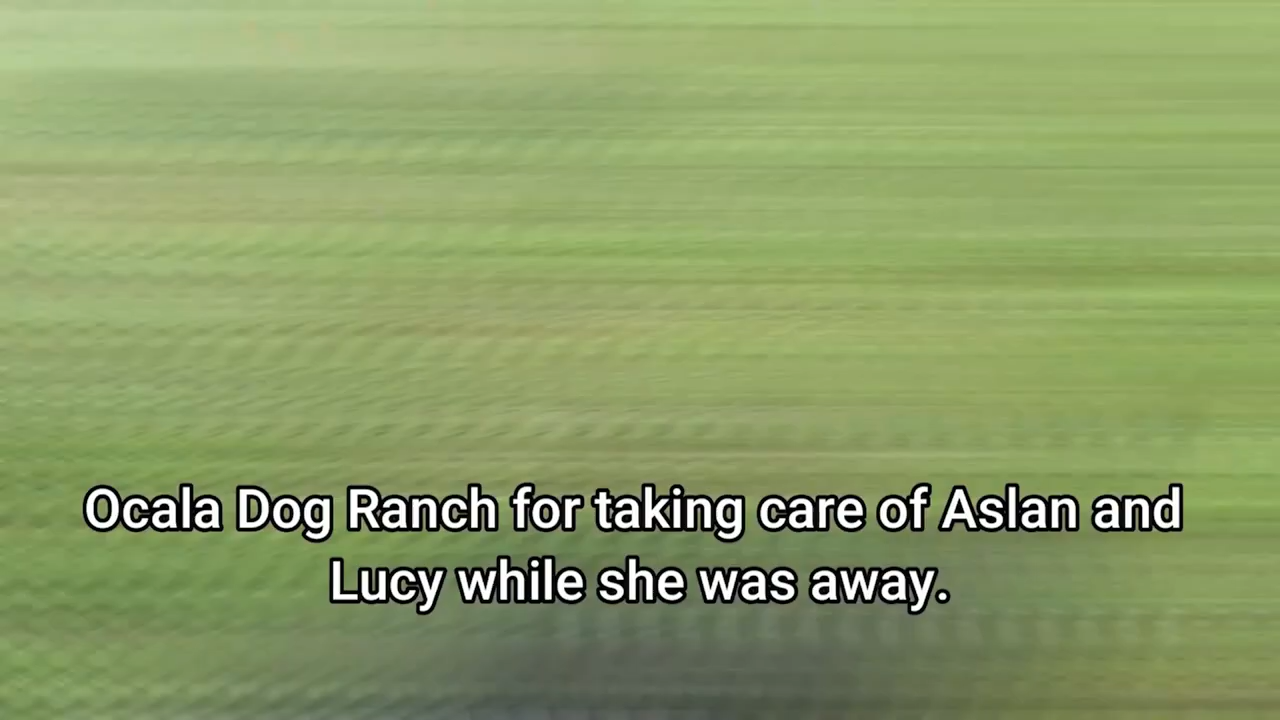 Ocala Dog Ranch for taking care of Aslan and
Lucy while she was away.